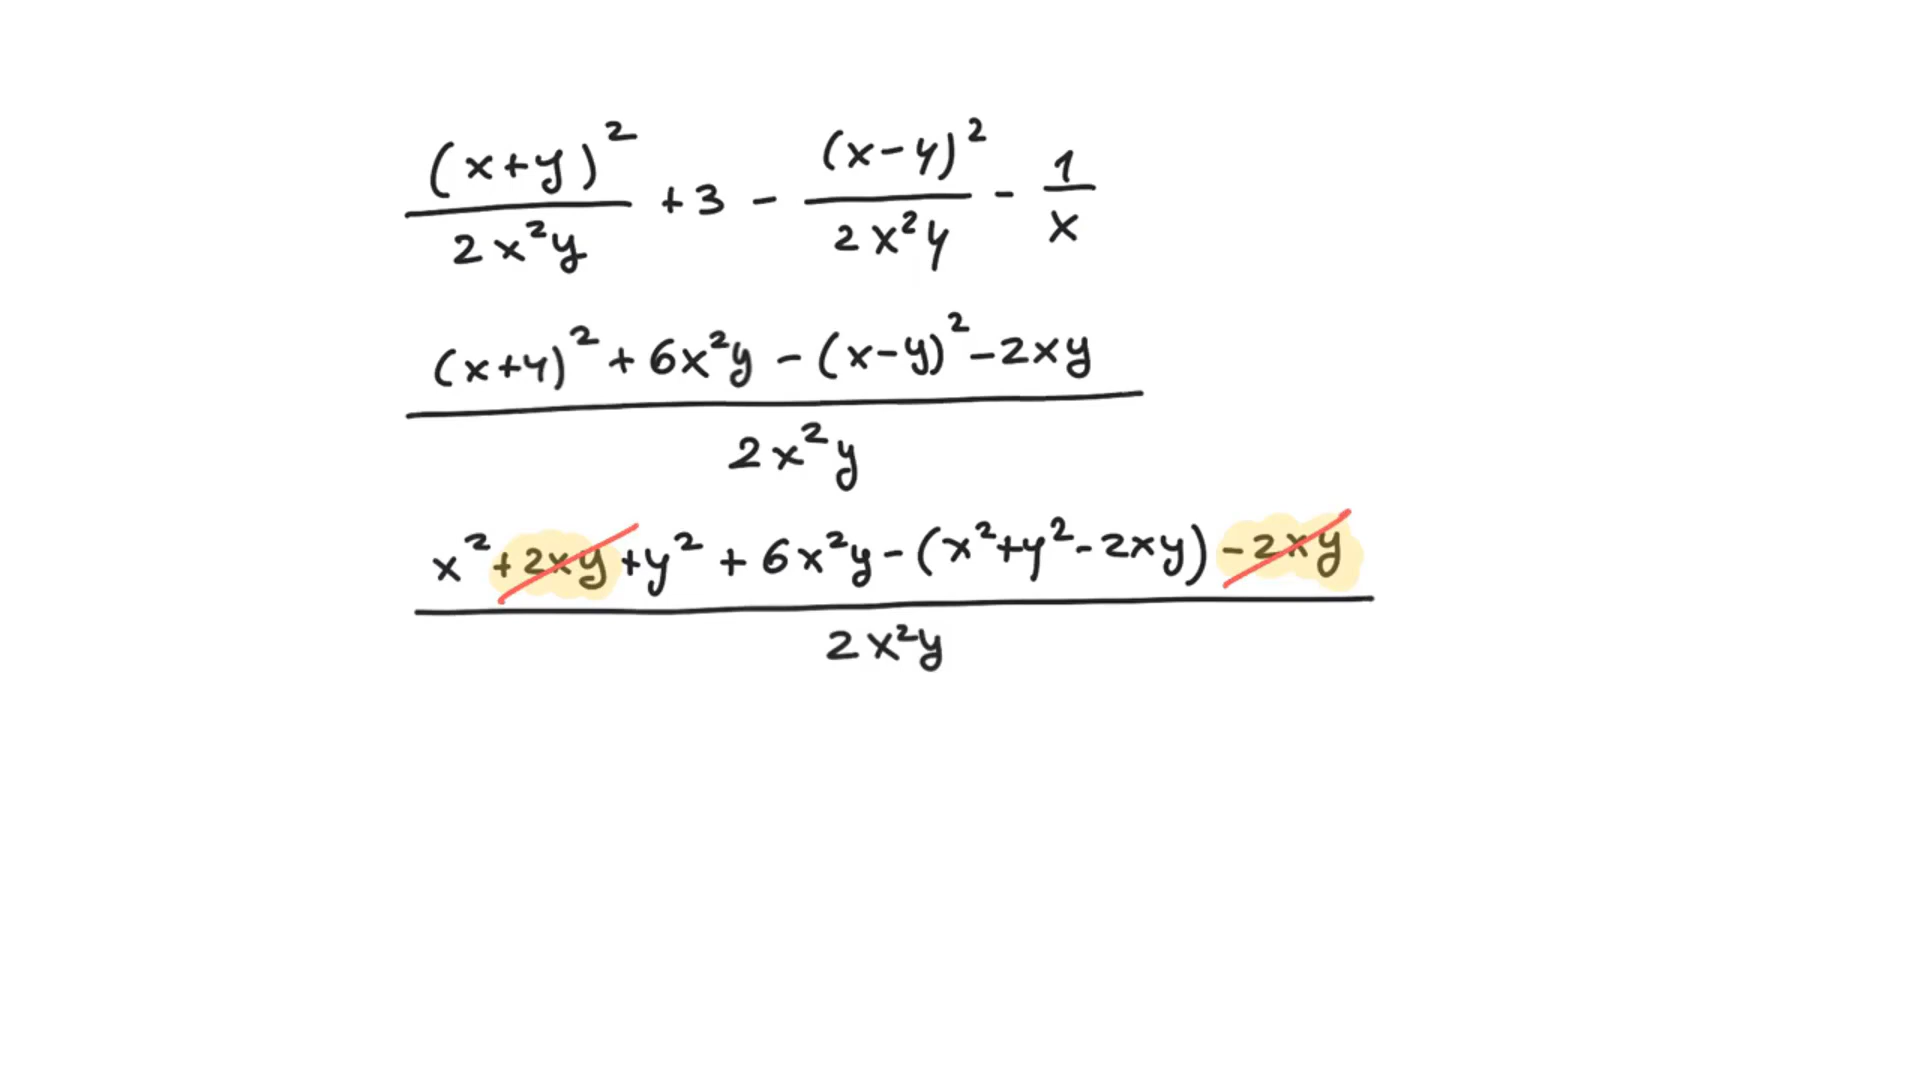 (x+y)² / 2x²y + 3 - (x-y)² / 2x²y - 1 / x
(x+y)² + 6x²y - (x-y)² - 2xy / 2x²y
x² + 2xy + y² + 6x²y - (x² + y² - 2xy) - 2xy / 2x²y